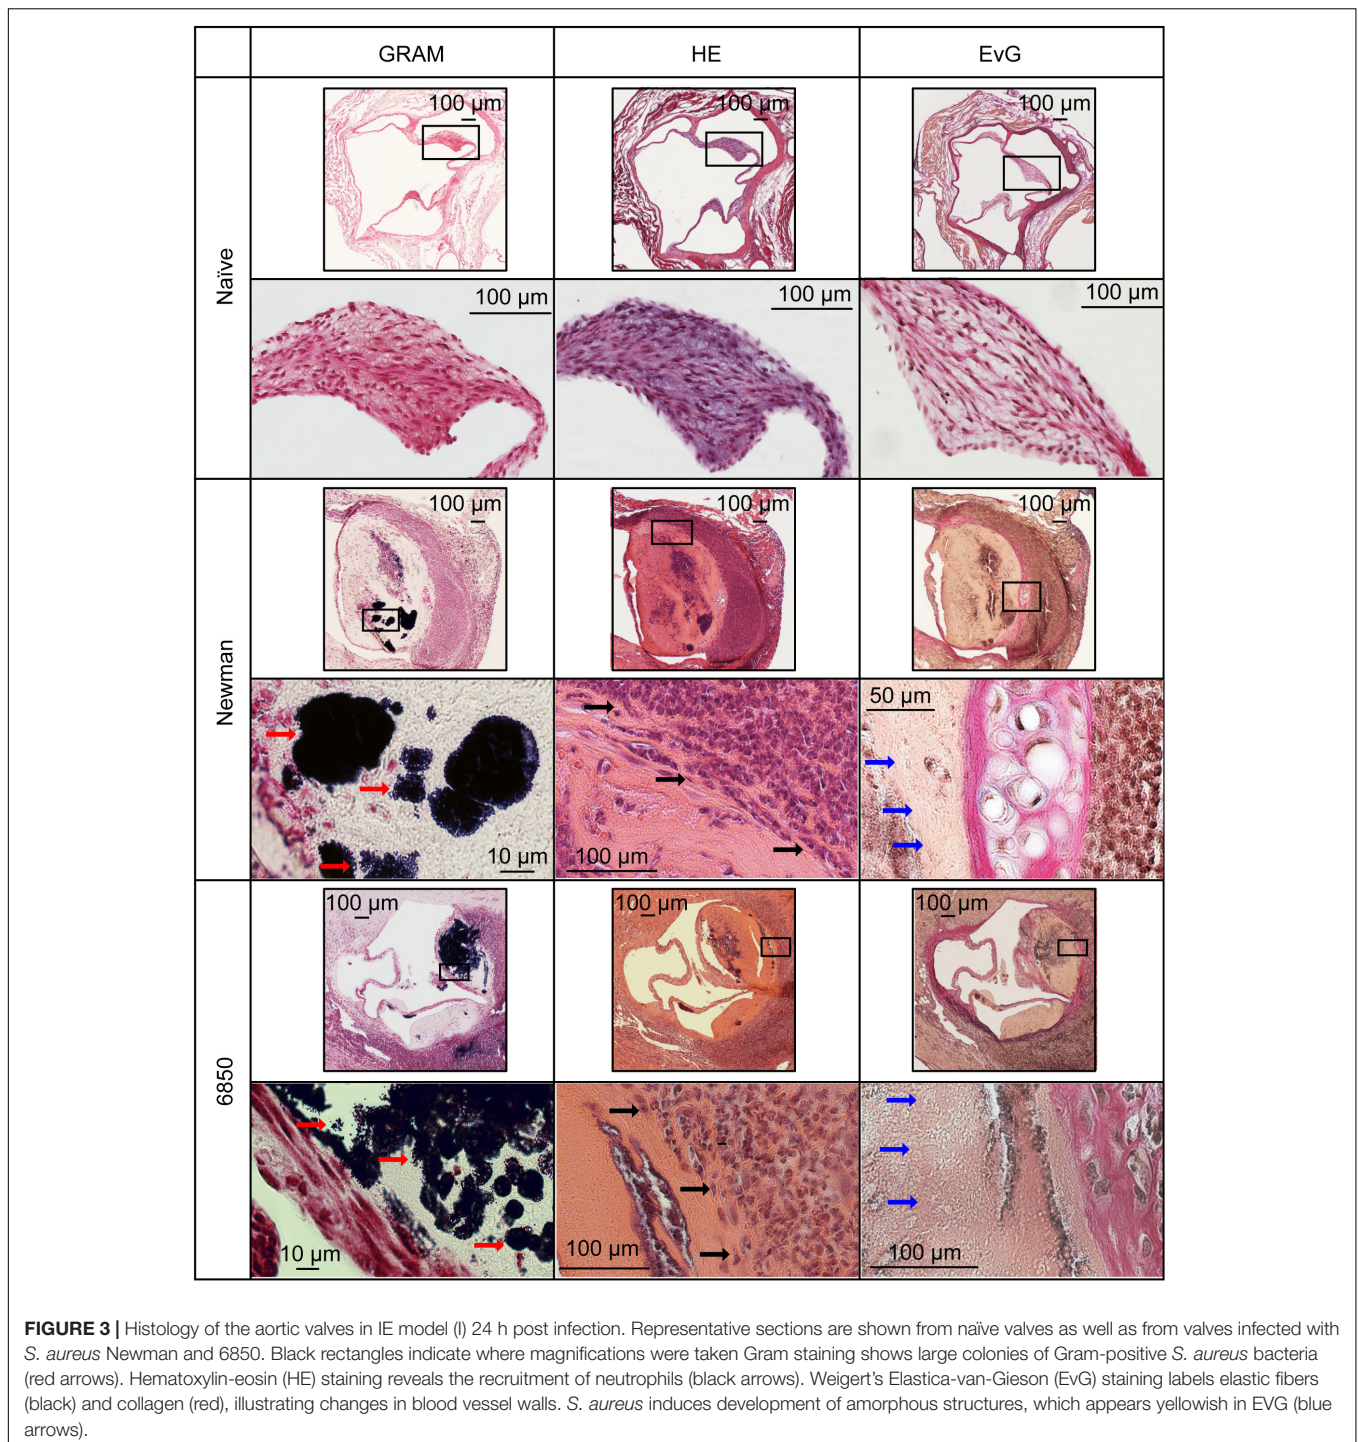 GRAM HE EvG
Naïve
100 µm 100 µm 100 µm
100 µm 100 µm 100 µm
Newman
100 µm 100 µm 100 µm
10 µm 100 µm 50 µm
6850
100 µm 100 µm 100 µm
10 µm 100 µm 100 µm
FIGURE 3 | Histology of the aortic valves in IE model (I) 24 h post infection. Representative sections are shown from naïve valves as well as from valves infected with
S. aureus Newman and 6850. Black rectangles indicate where magnifications were taken Gram staining shows large colonies of Gram-positive S. aureus bacteria
(red arrows). Hematoxylin-eosin (HE) staining reveals the recruitment of neutrophils (black arrows). Weigert’s Elastica-van-Gieson (EvG) staining labels elastic fibers
(black) and collagen (red), illustrating changes in blood vessel walls. S. aureus induces development of amorphous structures, which appears yellowish in EVG (blue
arrows).